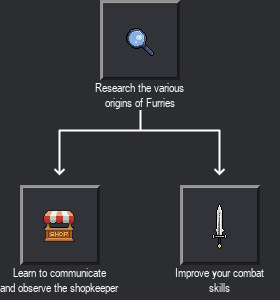 Research the various
origins of Furries
SHOP
Learn to communicate
and observe the shopkeeper
Improve your combat
skills